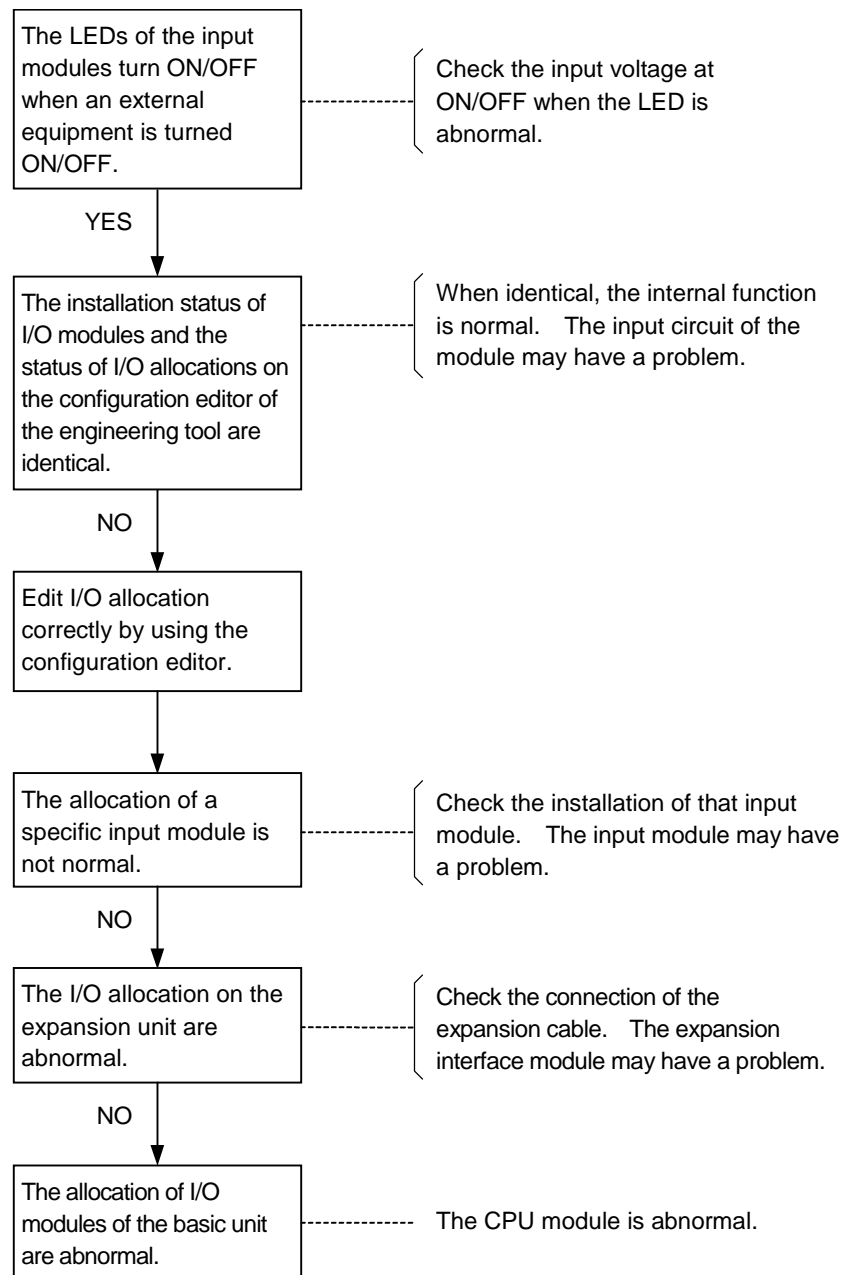 The LEDs of the input
modules turn ON/OFF
when an external
equipment is turned
ON/OFF.
Check the input voltage at
ON/OFF when the LED is
abnormal.
YES
The installation status of
I/O modules and the
status of I/O allocations on
the configuration editor of
the engineering tool are
identical.
When identical, the internal function
is normal. The input circuit of the
module may have a problem.
NO
Edit I/O allocation
correctly by using the
configuration editor.
The allocation of a
specific input module is
not normal.
Check the installation of that input
module. The input module may have
a problem.
NO
The I/O allocation on the
expansion unit are
abnormal.
Check the connection of the
expansion cable. The expansion
interface module may have a problem.
NO
The allocation of I/O
modules of the basic unit
are abnormal.
The CPU module is abnormal.